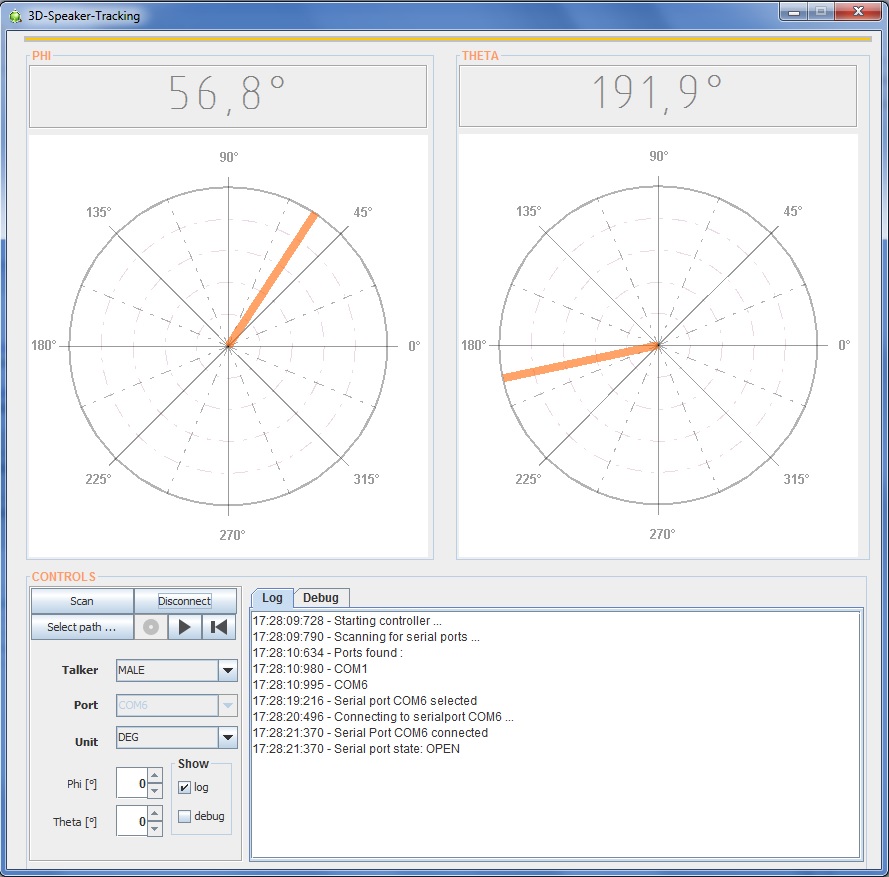 3D-Speaker-Tracking
PHI
56,8°
90°
135°
45°
180°
0°
225°
315°
270°
THETA
191,9°
90°
135°
45°
180°
0°
225°
315°
270°
CONTROLS
Scan
Disconnect
Select path ...
Talker
MALE
Port
COM6
Unit
DEG
Phi [°]
0
Theta [°]
0
Show
log
debug
Log
Debug
17:28:09:728 - Starting controller ...
17:28:09:790 - Scanning for serial ports ...
17:28:10:634 - Ports found :
17:28:10:980 - COM1
17:28:10:995 - COM6
17:28:19:216 - Serial port COM6 selected
17:28:20:496 - Connecting to serialport COM6 ...
17:28:21:370 - Serial Port COM6 connected
17:28:21:370 - Serial port state: OPEN